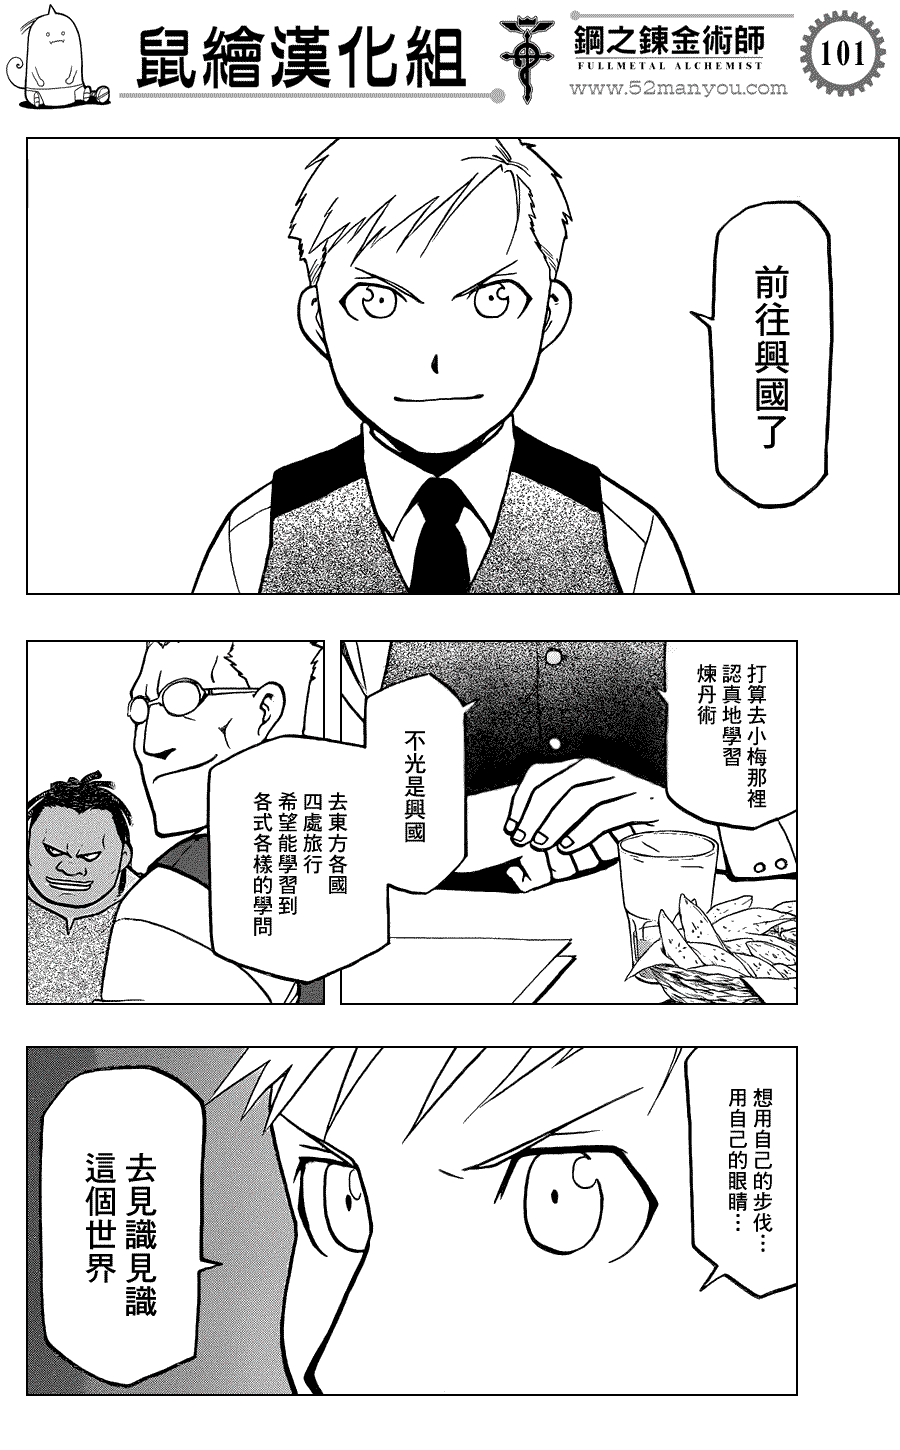 鼠繪漢化組
鋼之鍊金術師
FULLMETAL ALCHEMIST
www.52manyou.com
101
前往興國了
打算去小梅那裡
認真地學習
煉丹術
不光是興國
去東方各國
四處旅行
希望能學習到
各式各樣的學問
想用自己的步伐…
用自己的眼睛…
去見識見識
這個世界